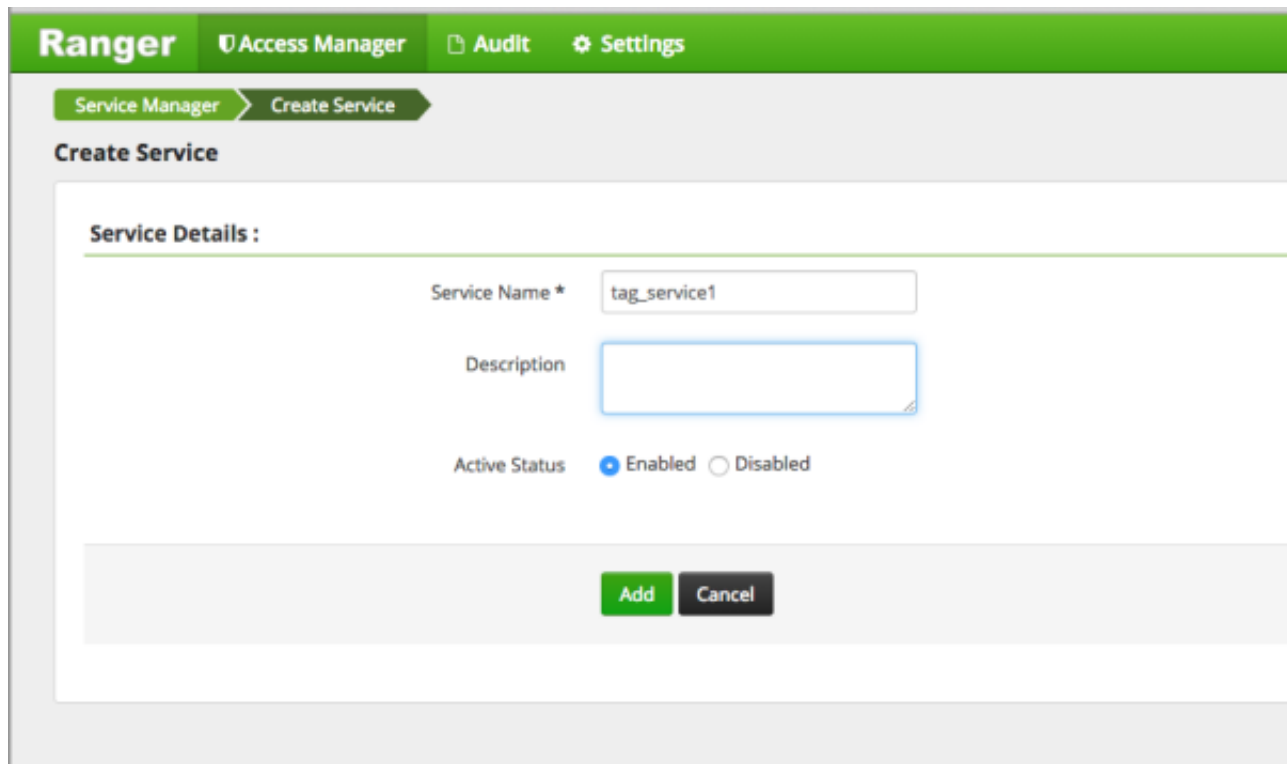 Ranger Access Manager Audit Settings
Service Manager Create Service
Create Service
Service Details :
Service Name * tag_service1
Description
Active Status Enabled Disabled
Add Cancel